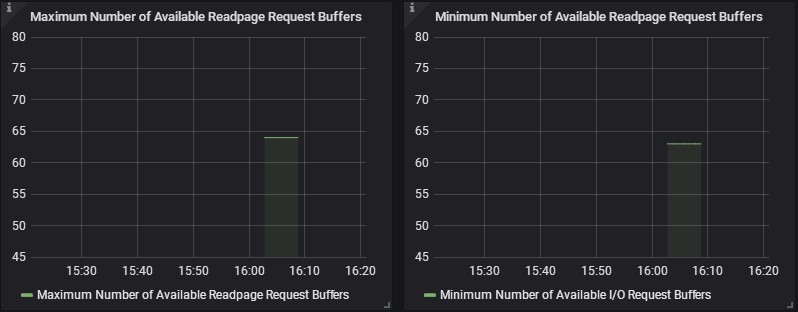 i
Maximum Number of Available Readpage Request Buffers
80
75
70
65
60
55
50
45
15:30 15:40 15:50 16:00 16:10 16:20
Maximum Number of Available Readpage Request Buffers
i
Minimum Number of Available Readpage Request Buffers
80
75
70
65
60
55
50
45
15:30 15:40 15:50 16:00 16:10 16:20
Minimum Number of Available I/O Request Buffers